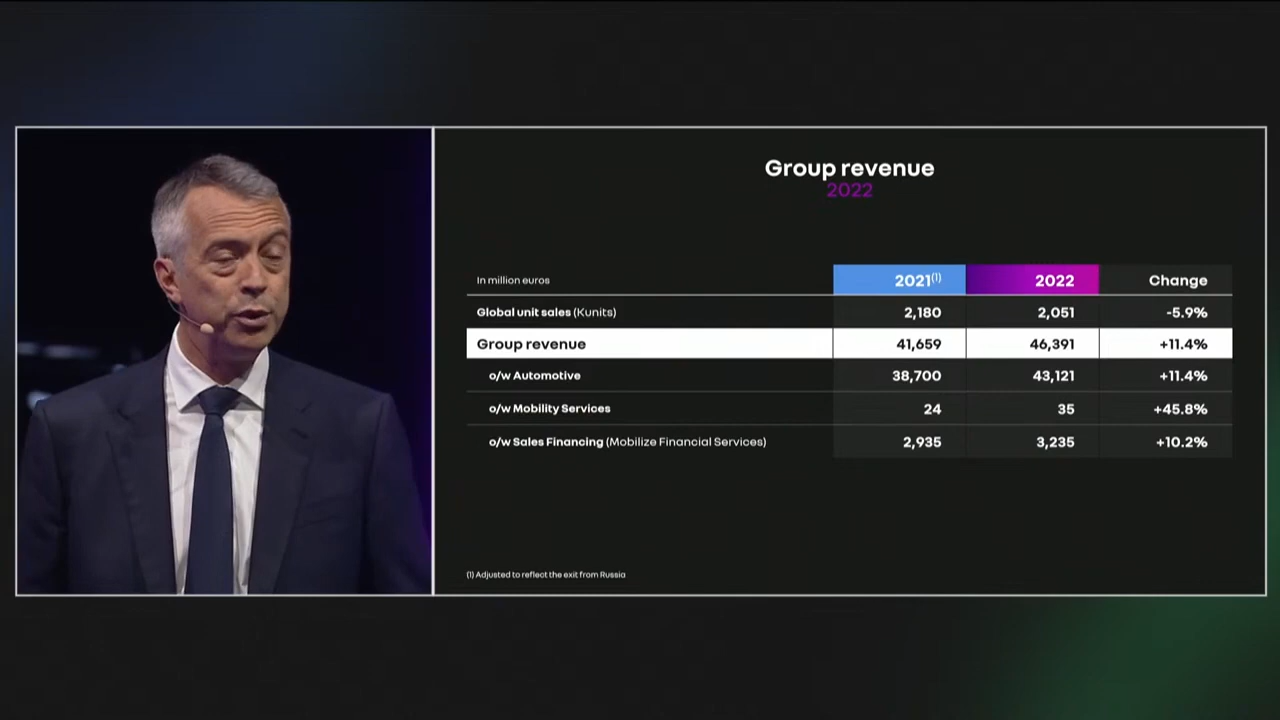 Group revenue
2022
In million euros 2021(1) 2022 Change
Global unit sales (Kunits) 2,180 2,051 -5.9%
Group revenue 41,659 46,391 +11.4%
o/w Automotive 38,700 43,121 +11.4%
o/w Mobility Services 24 35 +45.8%
o/w Sales Financing (Mobilize Financial Services) 2,935 3,235 +10.2%
(1) Adjusted to reflect the exit from Russia